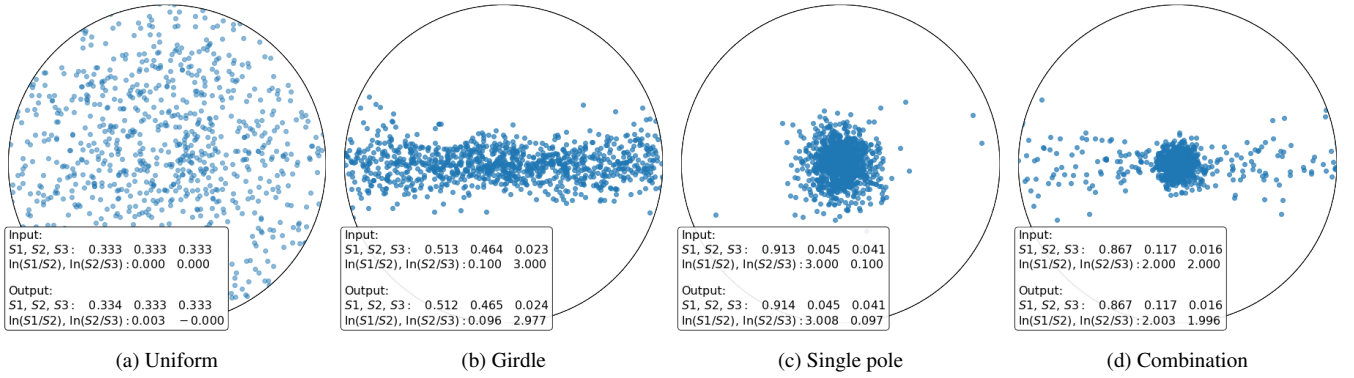 Input:
S1, S2, S3: 0.333 0.333 0.333
ln(S1/S2), ln(S2/S3): 0.000 0.000
Output:
S1, S2, S3: 0.334 0.333 0.333
ln(S1/S2), ln(S2/S3): 0.003 −0.000
(a) Uniform
Input:
S1, S2, S3: 0.513 0.464 0.023
ln(S1/S2), ln(S2/S3): 0.100 3.000
Output:
S1, S2, S3: 0.512 0.465 0.024
ln(S1/S2), ln(S2/S3): 0.096 2.977
(b) Girdle
Input:
S1, S2, S3: 0.913 0.045 0.041
ln(S1/S2), ln(S2/S3): 3.000 0.100
Output:
S1, S2, S3: 0.914 0.045 0.041
ln(S1/S2), ln(S2/S3): 3.008 0.097
(c) Single pole
Input:
S1, S2, S3: 0.867 0.117 0.016
ln(S1/S2), ln(S2/S3): 2.000 2.000
Output:
S1, S2, S3: 0.867 0.117 0.016
ln(S1/S2), ln(S2/S3): 2.003 1.996
(d) Combination